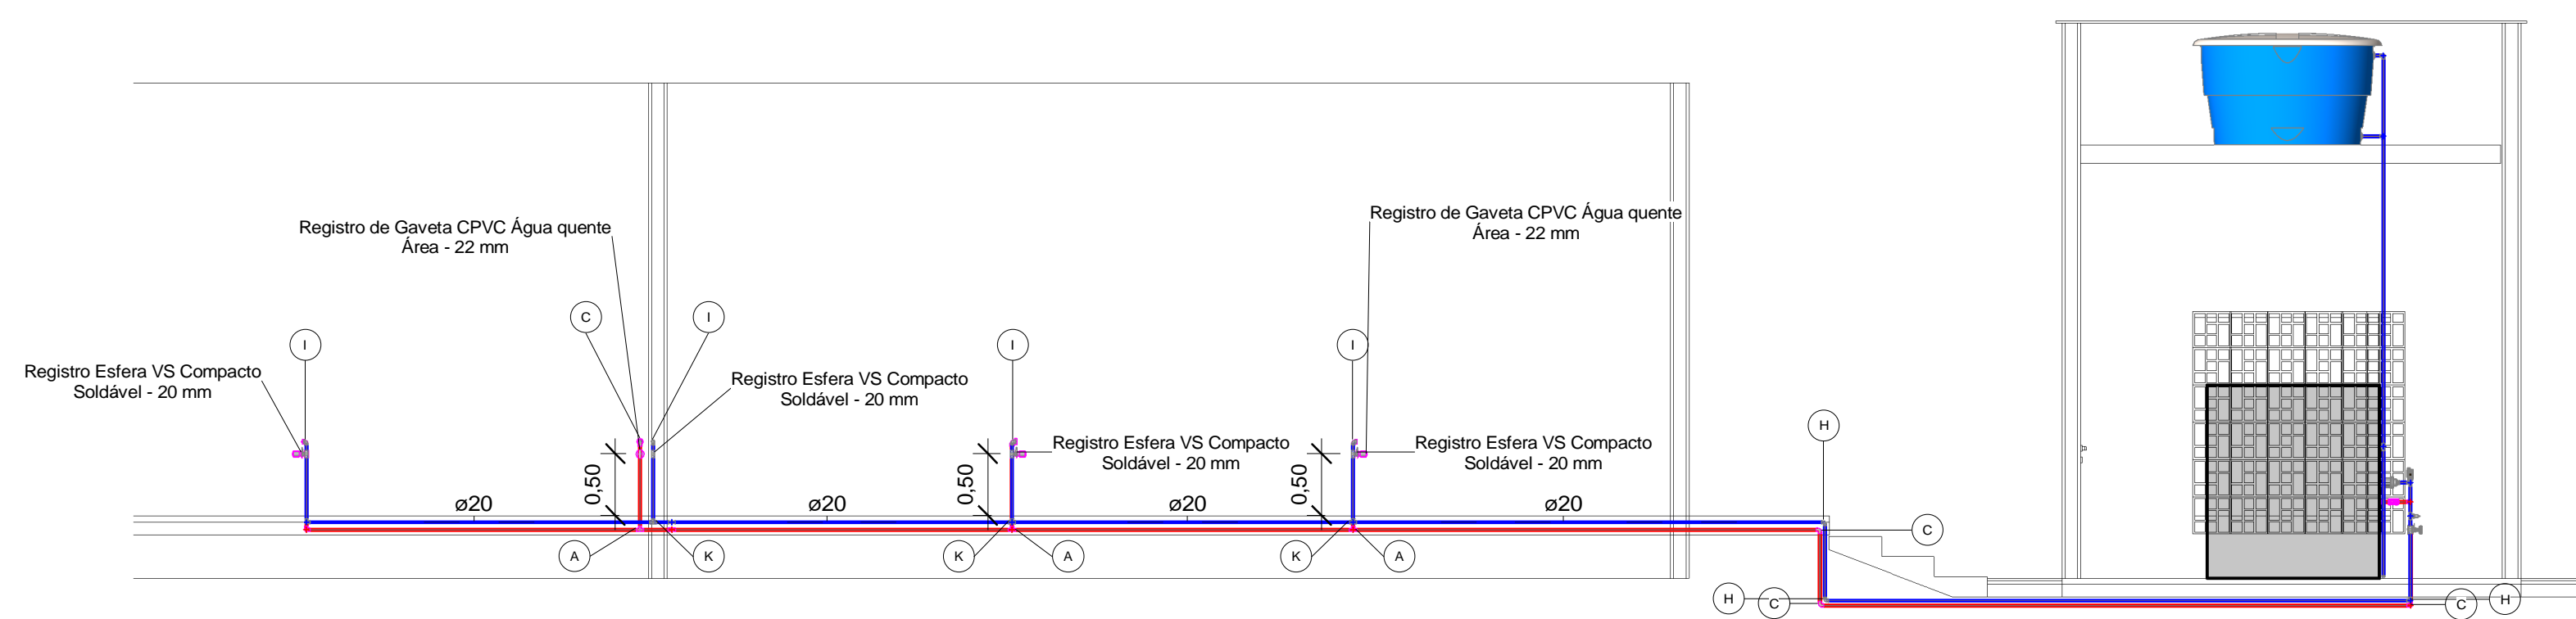 Registro de Gaveta CPVC Água quente
Área - 22 mm
Registro de Gaveta CPVC Água quente
Área - 22 mm
C
I
I
I
I
Registro Esfera VS Compacto
Soldável - 20 mm
Registro Esfera VS Compacto
Soldável - 20 mm
Registro Esfera VS Compacto
Soldável - 20 mm
Registro Esfera VS Compacto
Soldável - 20 mm
H
0,50
0,50
0,50
ø20
ø20
ø20
ø20
C
A
K
K
A
K
A
H
C
C
H